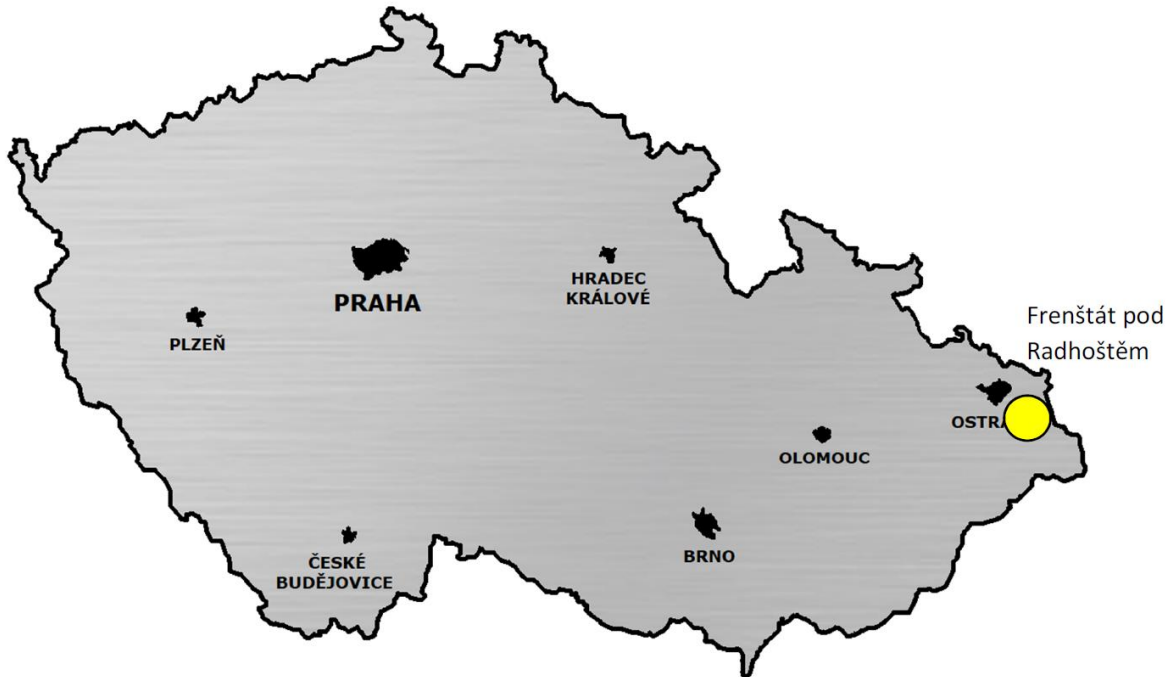 PRAHA
HRADEC
KRÁLOVÉ
PLZEŇ
Frenštát pod
Radhoštěm
OSTRA
OLOMOUC
BRNO
ČESKÉ
BUDĚJOVICE